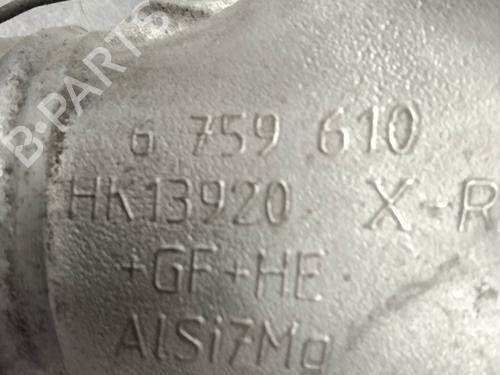 B-PARTS
6 759 610
HK13920 X-R
+GF+HE
AlSi7Mg